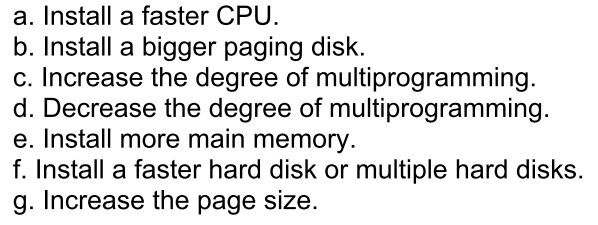 a. Install a faster CPU.
b. Install a bigger paging disk.
c. Increase the degree of multiprogramming.
d. Decrease the degree of multiprogramming.
e. Install more main memory.
f. Install a faster hard disk or multiple hard disks.
g. Increase the page size.